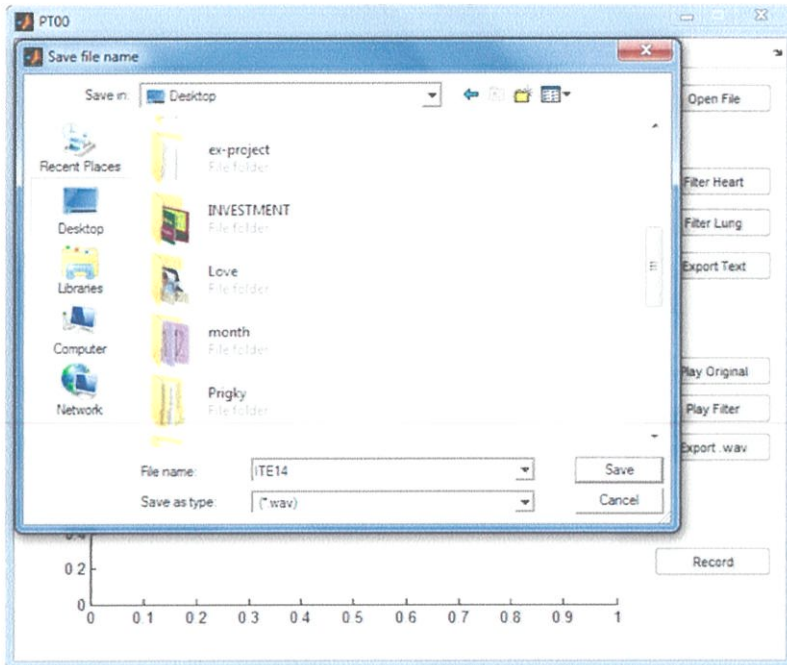 PT00
Save file name
Save in:
Desktop
Recent Places
Desktop
Libraries
Computer
Network
ex-project
File folder
INVESTMENT
File folder
Love
File folder
month
File folder
Prigky
File folder
File name:
ITE14
Save
Save as type:
(*.wav)
Cancel
Open File
Filter Heart
Filter Lung
Export Text
Play Original
Play Filter
Export .wav
Record
0.4
0.2
0
0 0.1 0.2 0.3 0.4 0.5 0.6 0.7 0.8 0.9 1